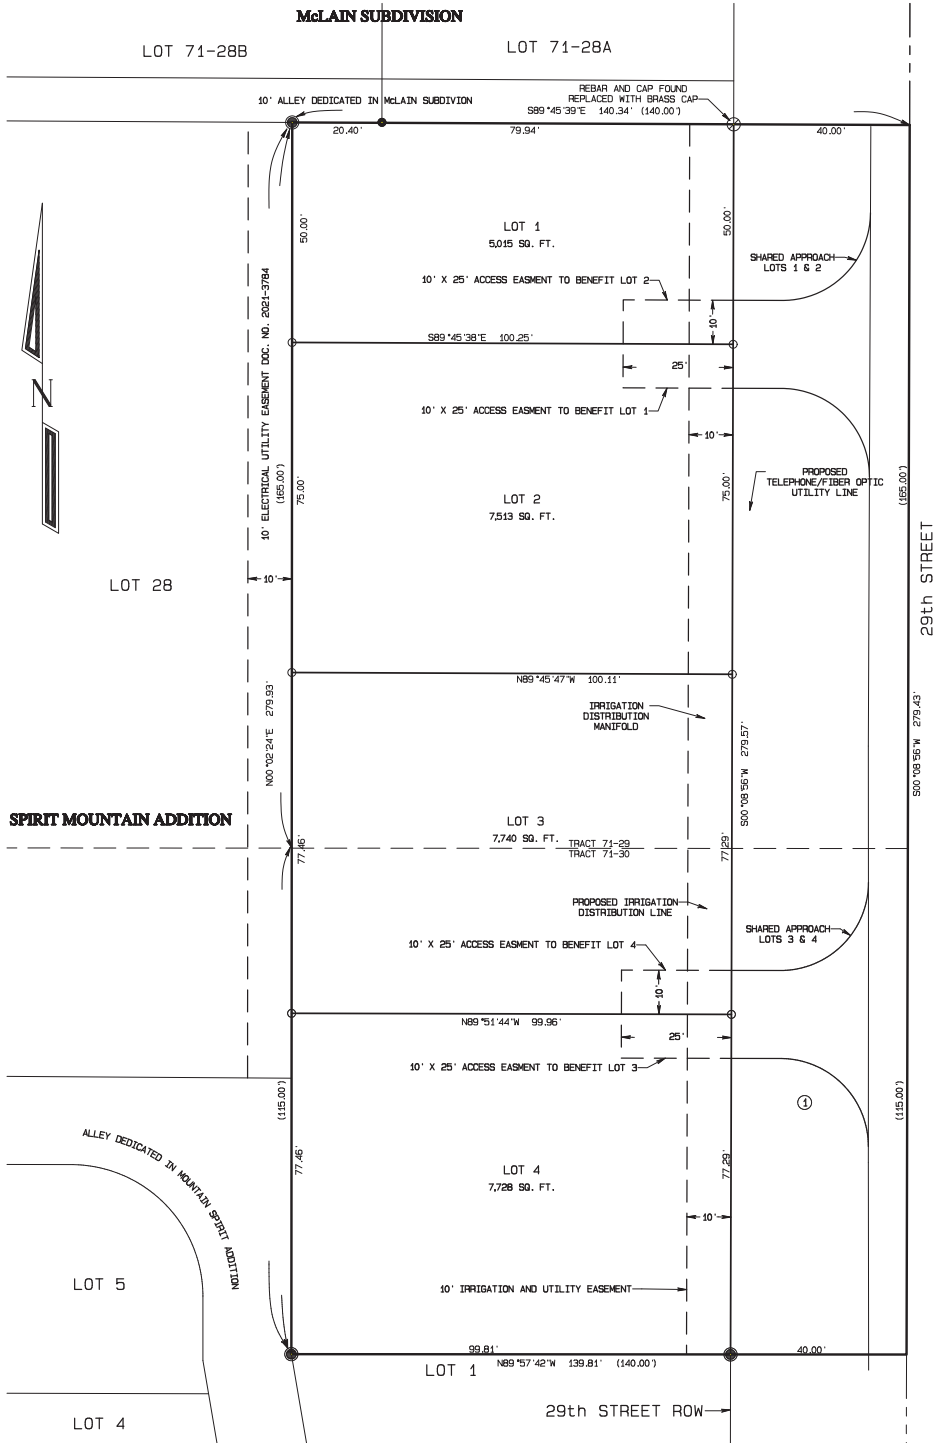 McLAIN SUBDIVISION
LOT 71-28B
LOT 71-28A
REBAR AND CAP FOUND
REPLACED WITH BRASS CAP
10' ALLEY DEDICATED IN McLAIN SUBDIVION
S89°45'39"E 140.34' (140.00')
20.40'
79.94'
40.00'
50.00'
50.00'
LOT 1
5,015 SQ. FT.
SHARED APPROACH
LOTS 1 & 2
10' X 25' ACCESS EASMENT TO BENEFIT LOT 2
10'
S89°45'38"E 100.25'
25'
10' ELECTRICAL UTILITY EASEMENT DOC. NO. 2021-3784
N
10' X 25' ACCESS EASMENT TO BENEFIT LOT 1
10'
(165.00')
75.00'
75.00'
PROPOSED
TELEPHONE/FIBER OPTIC
UTILITY LINE
(165.00')
LOT 2
7,513 SQ. FT.
29th STREET
LOT 28
10'
N89°45'47"W 100.11'
IRRIGATION
DISTRIBUTION
MANIFOLD
N00°02'24"E 279.93'
S00°08'56"W 279.57'
S00°08'56"W 279.43'
SPIRIT MOUNTAIN ADDITION
LOT 3
7,740 SQ. FT.
TRACT 71-29
TRACT 71-30
77.46'
77.29'
PROPOSED IRRIGATION
DISTRIBUTION LINE
SHARED APPROACH
LOTS 3 & 4
10' X 25' ACCESS EASMENT TO BENEFIT LOT 4
10'
N89°51'44"W 99.96'
25'
10' X 25' ACCESS EASMENT TO BENEFIT LOT 3
(115.00')
1
(115.00')
ALLEY DEDICATED IN MOUNTAIN SPIRIT ADDITION
77.46'
77.29'
LOT 4
7,728 SQ. FT.
10'
LOT 5
10' IRRIGATION AND UTILITY EASEMENT
99.81'
40.00'
N89°57'42"W 139.81' (140.00')
LOT 1
29th STREET ROW
LOT 4